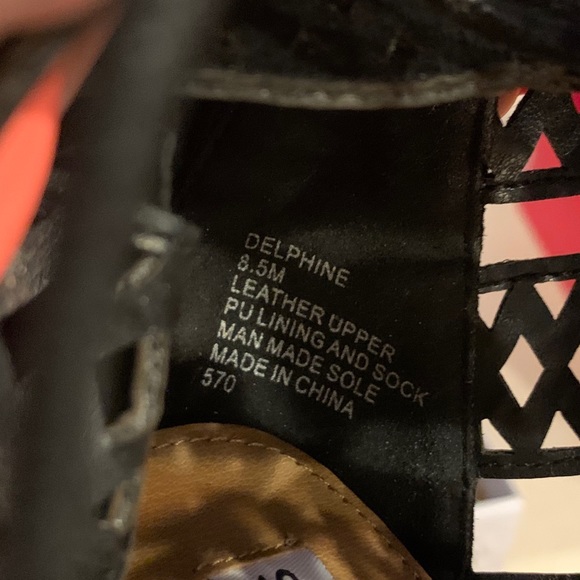 DELPHINE
8.5M
LEATHER UPPER
PU LINING AND SOCK
MAN MADE SOLE
MADE IN CHINA
570